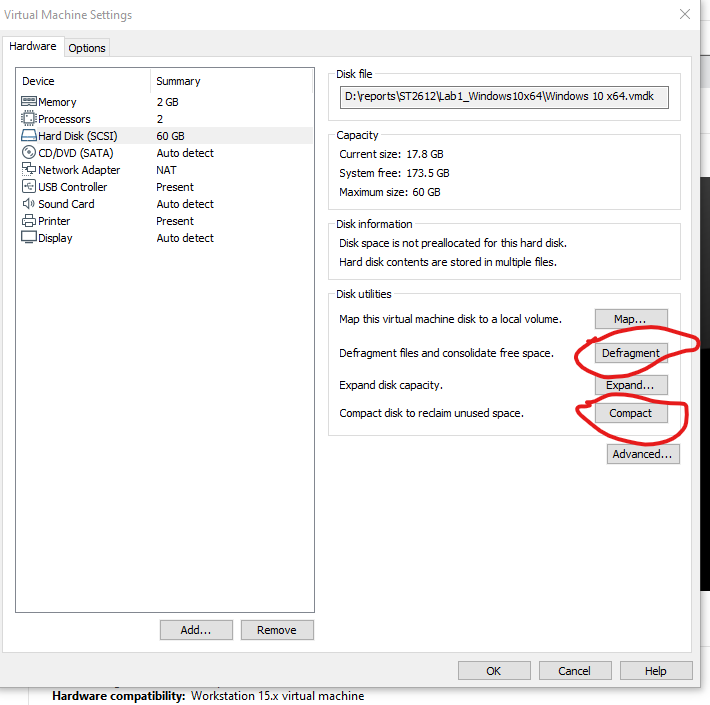 Virtual Machine Settings
Hardware Options
Device Summary
Memory 2 GB
Processors 2
Hard Disk (SCSI) 60 GB
CD/DVD (SATA) Auto detect
Network Adapter NAT
USB Controller Present
Sound Card Auto detect
Printer Present
Display Auto detect
Add... Remove
Disk file
D:\reports\ST2612\Lab1_Windows10x64\Windows 10 x64.vmdk
Capacity
Current size: 17.8 GB
System free: 173.5 GB
Maximum size: 60 GB
Disk information
Disk space is not preallocated for this hard disk.
Hard disk contents are stored in multiple files.
Disk utilities
Map this virtual machine disk to a local volume. Map...
Defragment files and consolidate free space. Defragment
Expand disk capacity. Expand...
Compact disk to reclaim unused space. Compact
Advanced...
OK Cancel Help
Hardware compatibility: Workstation 15.x virtual machine